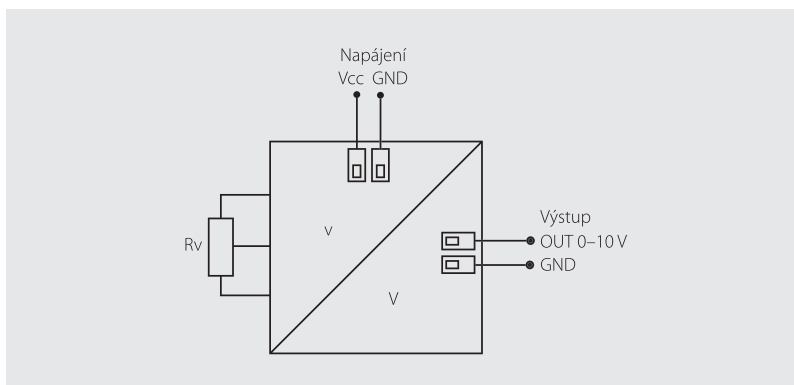 Napájení
Vcc GND
Rv
v
V
Výstup
OUT 0–10 V
GND